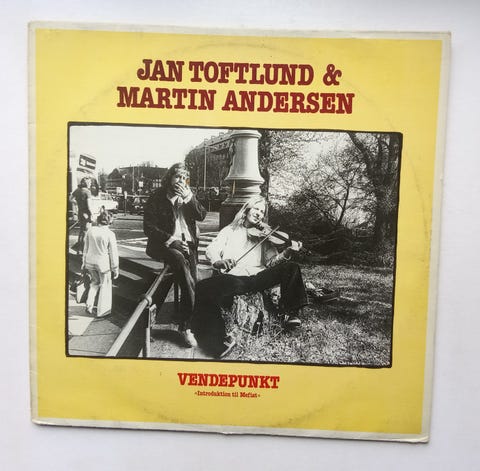 JAN TOFTLUND &
MARTIN ANDERSEN
VENDEPUNKT
»Introduktion til Mefist«